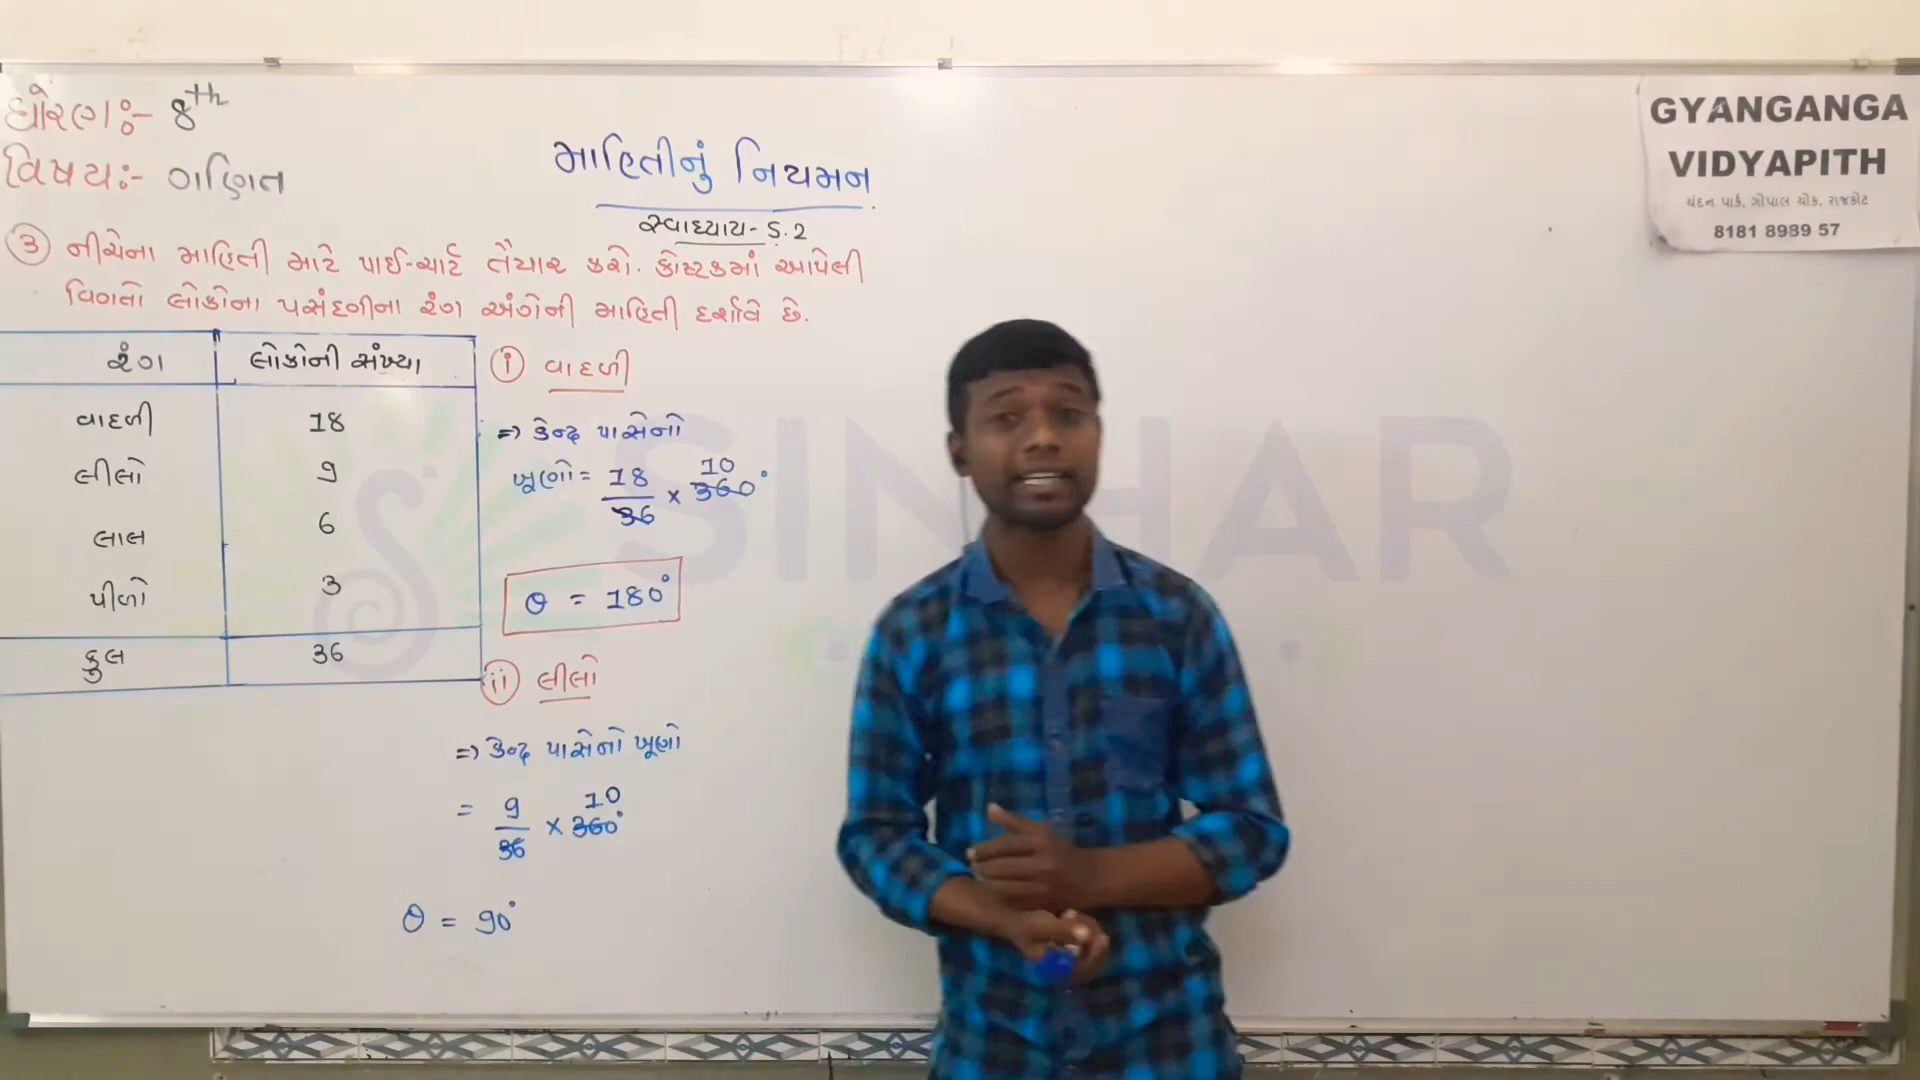 ધોરણ:- 8th
વિષય:- ગણિત
માહિતીનું નિયમન
સ્વાધ્યાય- 5.2
3 નીચેના માહિતી માટે પાઈ-ચાર્ટ તૈયાર કરો. કોષ્ટકમાં આપેલી
વિગતો લોકોના પસંદગીના રંગ અંગેની માહિતી દર્શાવે છે.
રંગ લોકોની સંખ્યા
વાદળી 18
લીલો 9
લાલ 6
પીળો 3
કુલ 36
i વાદળી
=> કેન્દ્ર પાસેનો
ખૂણો = 18/36 × 360° 10
θ = 180°
ii લીલો
=> કેન્દ્ર પાસેનો ખૂણો
= 9/36 × 360° 10
θ = 90°
GYANGANGA
VIDYAPITH
ચંદન પાર્ક, ગોપાલ ચોક, રાજકોટ
8181 8989 57